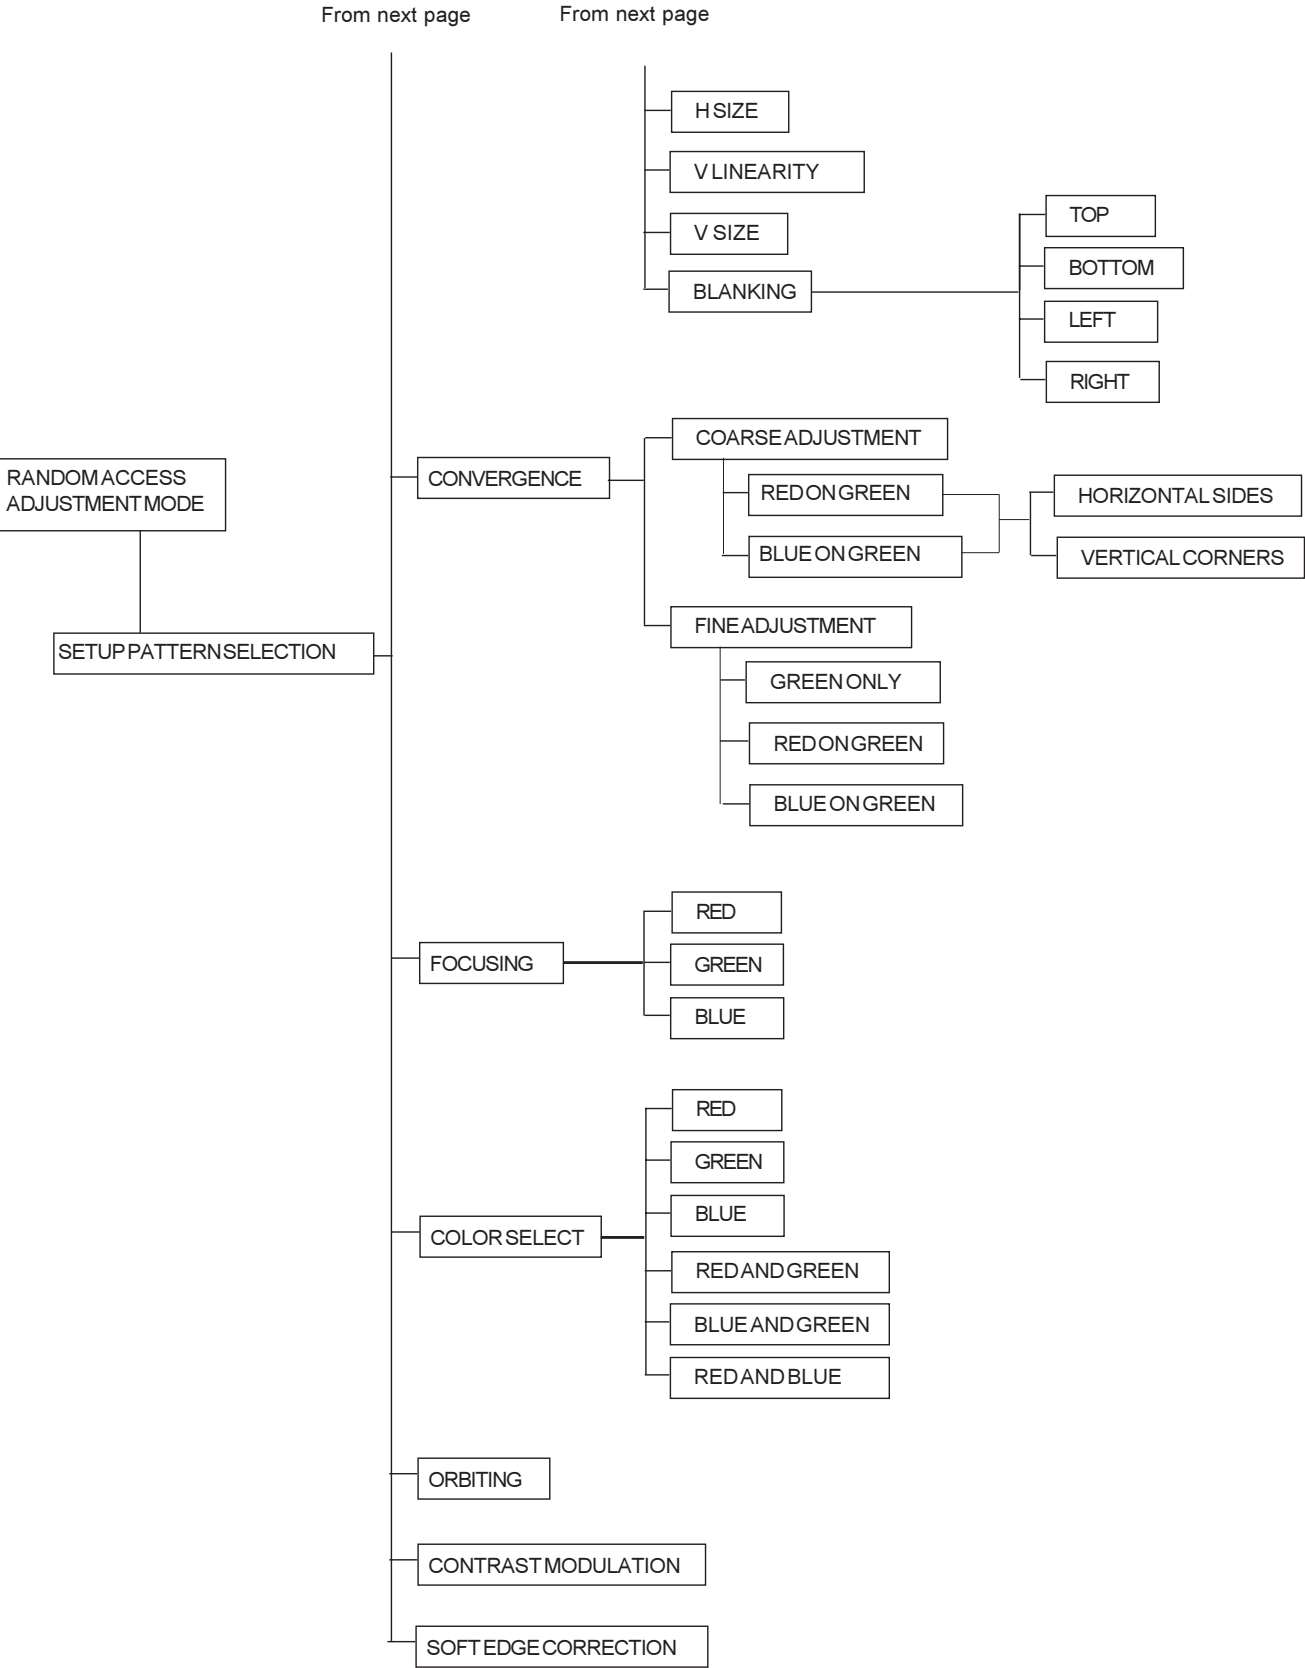 From next page
From next page
H SIZE
V LINEARITY
V SIZE
BLANKING
TOP
BOTTOM
LEFT
RIGHT
RANDOM ACCESS
ADJUSTMENT MODE
SETUP PATTERN SELECTION
CONVERGENCE
COARSE ADJUSTMENT
RED ON GREEN
BLUE ON GREEN
HORIZONTAL SIDES
VERTICAL CORNERS
FINE ADJUSTMENT
GREEN ONLY
RED ON GREEN
BLUE ON GREEN
FOCUSING
RED
GREEN
BLUE
COLOR SELECT
RED
GREEN
BLUE
RED AND GREEN
BLUE AND GREEN
RED AND BLUE
ORBITING
CONTRAST MODULATION
SOFT EDGE CORRECTION